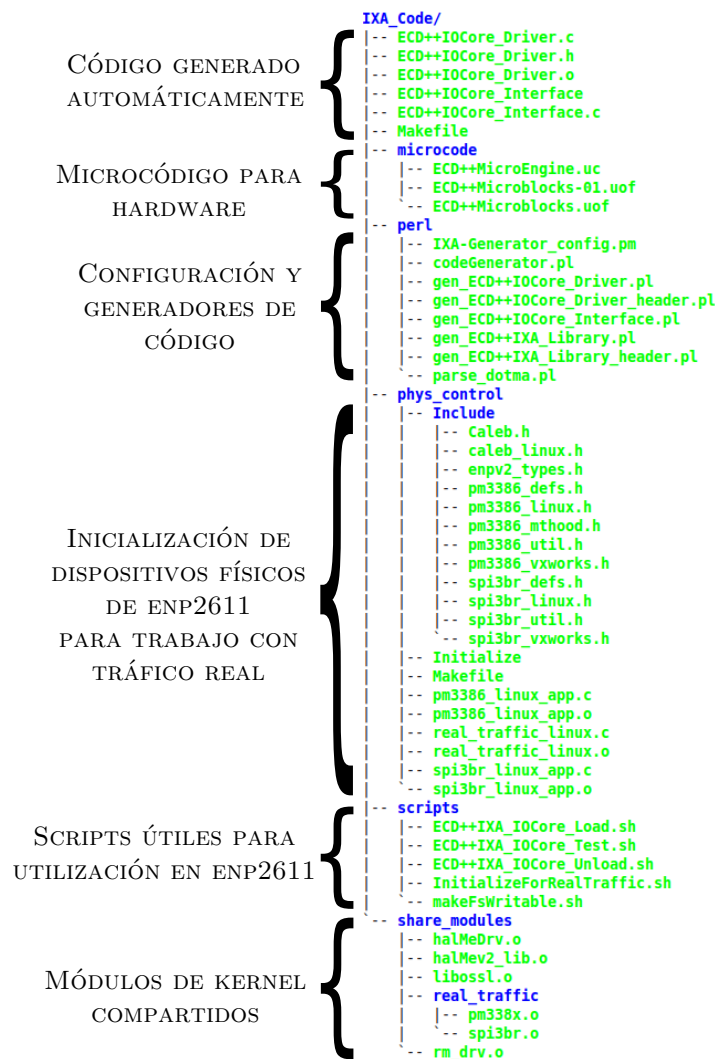 IXA_Code/
|-- ECD++IOCore_Driver.c
|-- ECD++IOCore_Driver.h
|-- ECD++IOCore_Driver.o
|-- ECD++IOCore_Interface
|-- ECD++IOCore_Interface.c
|-- Makefile
Código generado
automáticamente
|-- microcode
|   |-- ECD++MicroEngine.uc
|   |-- ECD++Microblocks-01.uof
|   `-- ECD++Microblocks.uof
Microcódigo para
hardware
|-- perl
|   |-- IXA-Generator_config.pm
|   |-- codeGenerator.pl
|   |-- gen_ECD++IOCore_Driver.pl
|   |-- gen_ECD++IOCore_Driver_header.pl
|   |-- gen_ECD++IOCore_Interface.pl
|   |-- gen_ECD++IXA_Library.pl
|   |-- gen_ECD++IXA_Library_header.pl
|   `-- parse_dotma.pl
Configuración y
generadores de
código
|-- phys_control
|   |-- Include
|   |   |-- Caleb.h
|   |   |-- caleb_linux.h
|   |   |-- enpv2_types.h
|   |   |-- pm3386_defs.h
|   |   |-- pm3386_linux.h
|   |   |-- pm3386_mthood.h
|   |   |-- pm3386_util.h
|   |   |-- pm3386_vxworks.h
|   |   |-- spi3br_defs.h
|   |   |-- spi3br_linux.h
|   |   |-- spi3br_util.h
|   |   `-- spi3br_vxworks.h
|   |-- Initialize
|   |-- Makefile
|   |-- pm3386_linux_app.c
|   |-- pm3386_linux_app.o
|   |-- real_traffic_linux.c
|   |-- real_traffic_linux.o
|   |-- spi3br_linux_app.c
|   `-- spi3br_linux_app.o
Inicialización de
dispositivos físicos
de enp2611
para trabajo con
tráfico real
|-- scripts
|   |-- ECD++IXA_IOCore_Load.sh
|   |-- ECD++IXA_IOCore_Test.sh
|   |-- ECD++IXA_IOCore_Unload.sh
|   |-- InitializeForRealTraffic.sh
|   `-- makeFsWritable.sh
Scripts útiles para
utilización en enp2611
`-- share_modules
    |-- halMeDrv.o
    |-- halMev2_lib.o
    |-- libossl.o
    |-- real_traffic
    |   |-- pm338x.o
    |   `-- spi3br.o
    `-- rm_drv.o
Módulos de kernel
compartidos